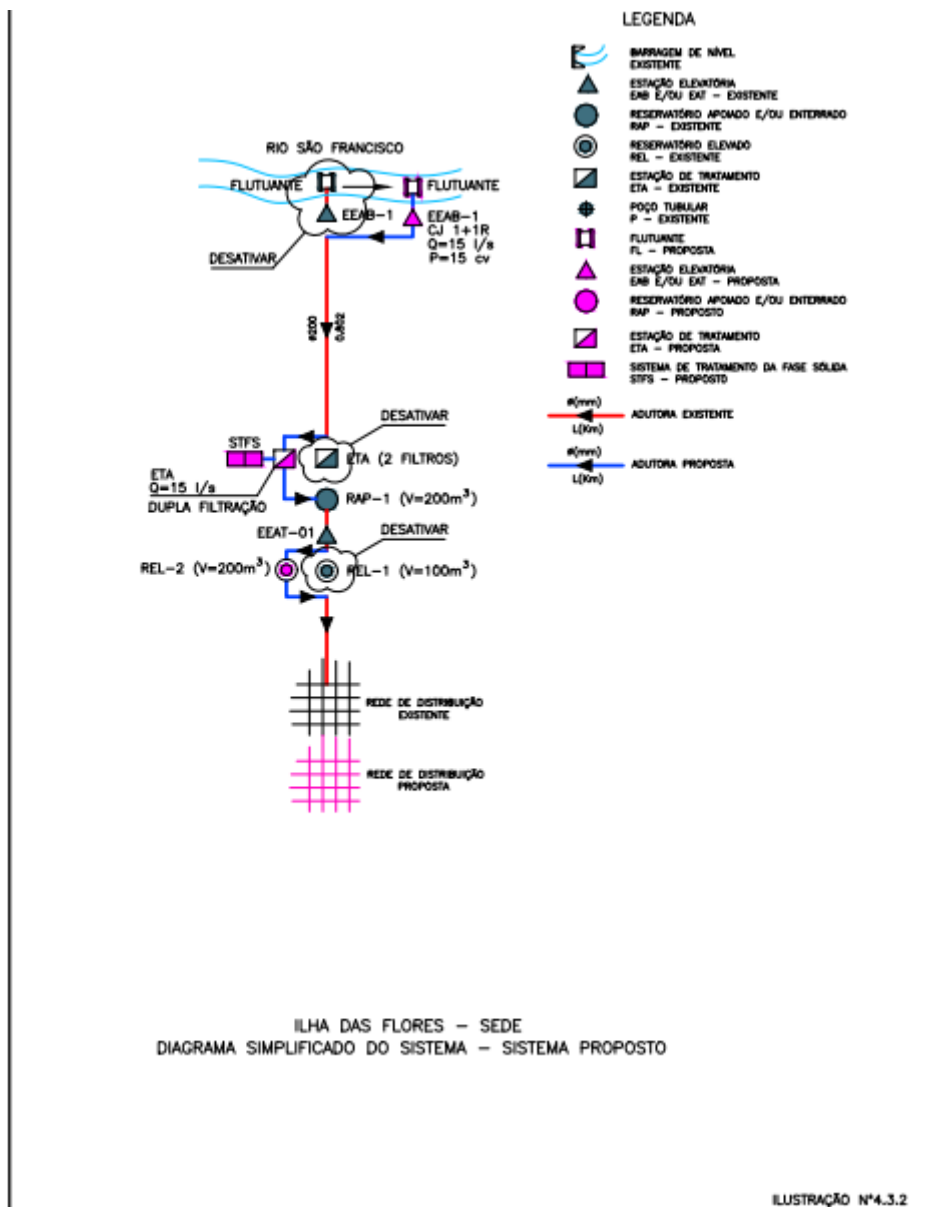 LEGENDA
BARRAGEM DE NÍVEL
EXISTENTE
ESTAÇÃO ELEVATÓRIA
EAB E/OU EAT - EXISTENTE
RESERVATÓRIO APOIADO E/OU ENTERRADO
RAP - EXISTENTE
RESERVATÓRIO ELEVADO
REL - EXISTENTE
ESTAÇÃO DE TRATAMENTO
ETA - EXISTENTE
POÇO TUBULAR
P - EXISTENTE
FLUTUANTE
FL - PROPOSTA
ESTAÇÃO ELEVATÓRIA
EAB E/OU EAT - PROPOSTA
RESERVATÓRIO APOIADO E/OU ENTERRADO
RAP - PROPOSTO
ESTAÇÃO DE TRATAMENTO
ETA - PROPOSTA
SISTEMA DE TRATAMENTO DA FASE SÓLIDA
STFS - PROPOSTO
ø(mm)
ADUTORA EXISTENTE
L(Km)
ø(mm)
ADUTORA PROPOSTA
L(Km)
RIO SÃO FRANCISCO
FLUTUANTE
FLUTUANTE
EEAB-1
EEAB-1
CJ 1+1R
Q=15 l/s
P=15 cv
DESATIVAR
ø200
0,802
DESATIVAR
STFS
ETA (2 FILTROS)
ETA
Q=15 l/s
DUPLA FILTRAÇÃO
RAP-1 (V=200m³)
EEAT-01
DESATIVAR
REL-2 (V=200m³)
REL-1 (V=100m³)
REDE DE DISTRIBUIÇÃO
EXISTENTE
REDE DE DISTRIBUIÇÃO
PROPOSTA
ILHA DAS FLORES - SEDE
DIAGRAMA SIMPLIFICADO DO SISTEMA - SISTEMA PROPOSTO
ILUSTRAÇÃO N°4.3.2